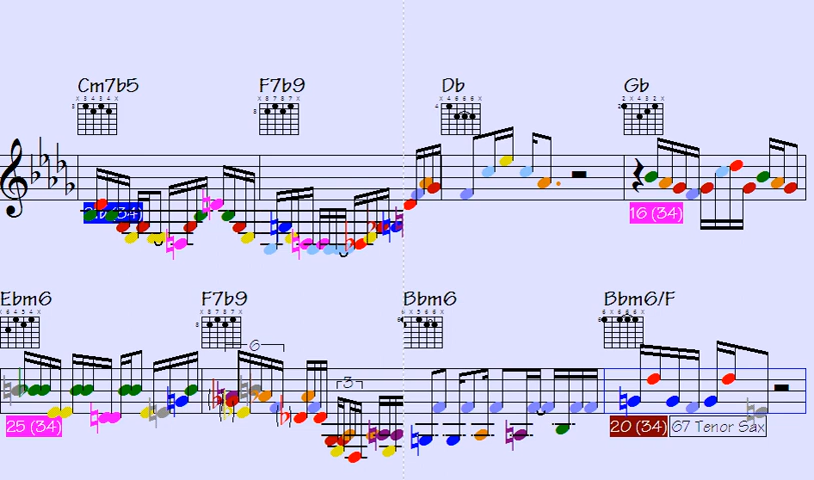 Cm7b5 F7b9 Db Gb
16 (34)
Ebm6 F7b9 Bbm6 Bbm6/F
6
3
25 (34) 20 (34) 67 Tenor Sax